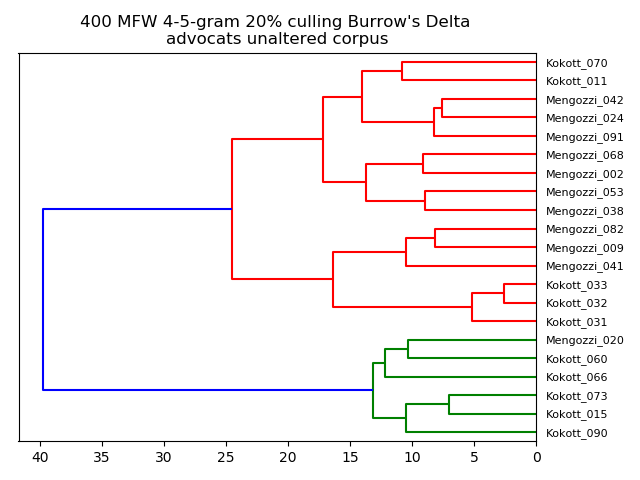 400 MFW 4-5-gram 20% culling Burrow's Delta
advocats unaltered corpus
Kokott_070
Kokott_011
Mengozzi_042
Mengozzi_024
Mengozzi_091
Mengozzi_068
Mengozzi_002
Mengozzi_053
Mengozzi_038
Mengozzi_082
Mengozzi_009
Mengozzi_041
Kokott_033
Kokott_032
Kokott_031
Mengozzi_020
Kokott_060
Kokott_066
Kokott_073
Kokott_015
Kokott_090
40 35 30 25 20 15 10 5 0